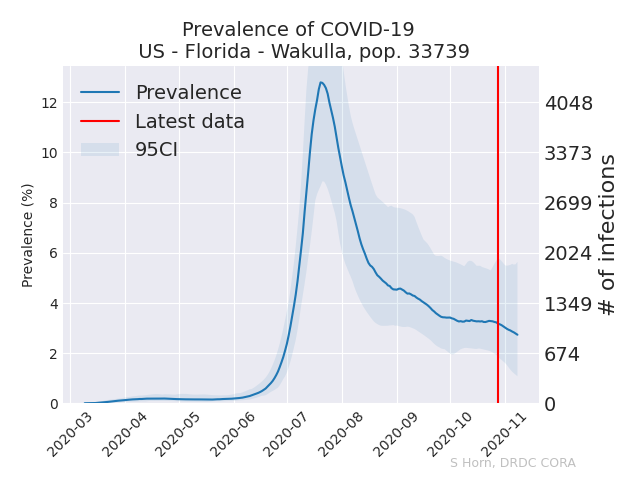 Prevalence of COVID-19
US - Florida - Wakulla, pop. 33739
Prevalence
Latest data
95CI
Prevalence (%)
12
10
8
6
4
2
0
4048
3373
2699
2024
1349
674
0
# of infections
2020-03
2020-04
2020-05
2020-06
2020-07
2020-08
2020-09
2020-10
2020-11
S Horn, DRDC CORA